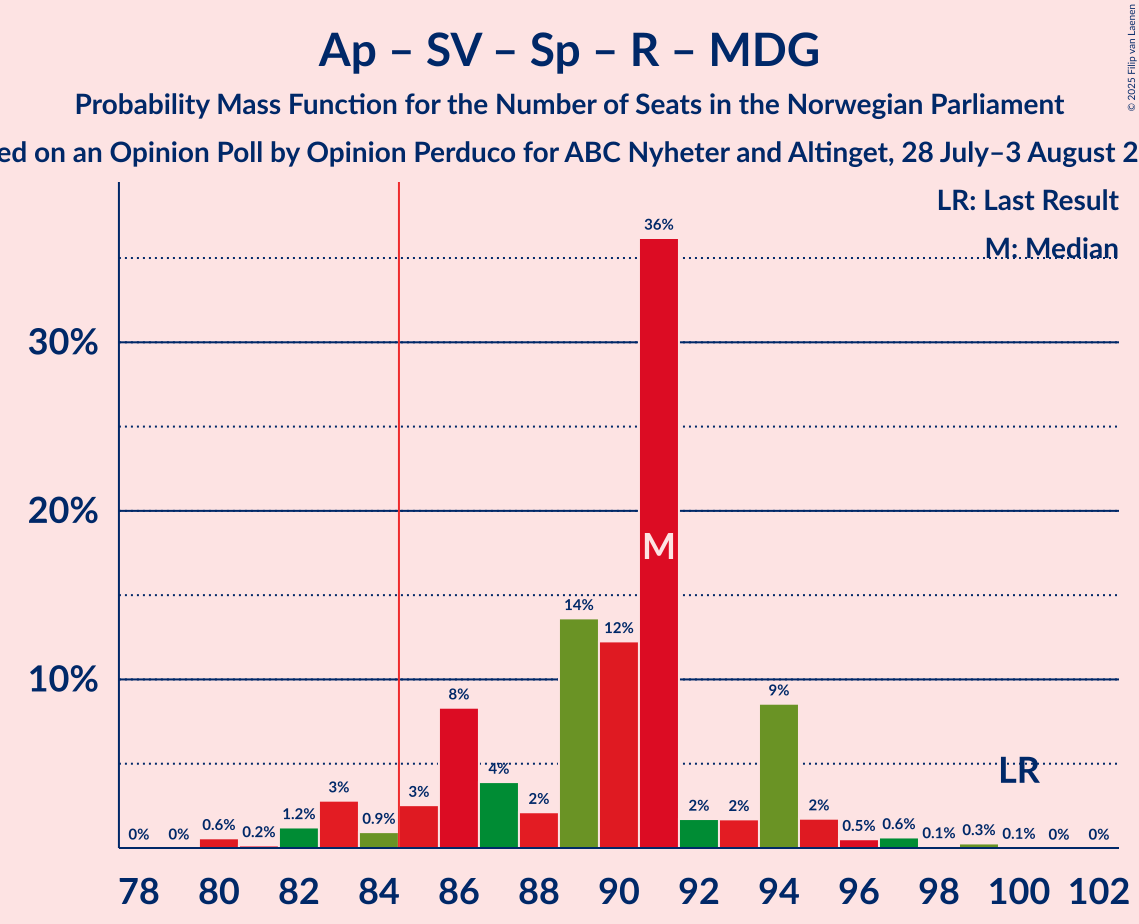 Ap – SV – Sp – R – MDG
Probability Mass Function for the Number of Seats in the Norwegian Parliament
ed on an Opinion Poll by Opinion Perduco for ABC Nyheter and Altinget, 28 July–3 August 2
© 2025 Filip van Laenen
LR: Last Result
M: Median
30%
20%
10%
0% 0% 0.6% 0.2% 1.2% 3% 0.9% 3% 8% 4% 2% 14% 12% 36% 2% 2% 9% 2% 0.5% 0.6% 0.1% 0.3% 0.1% 0% 0%
M
LR
78 80 82 84 86 88 90 92 94 96 98 100 102